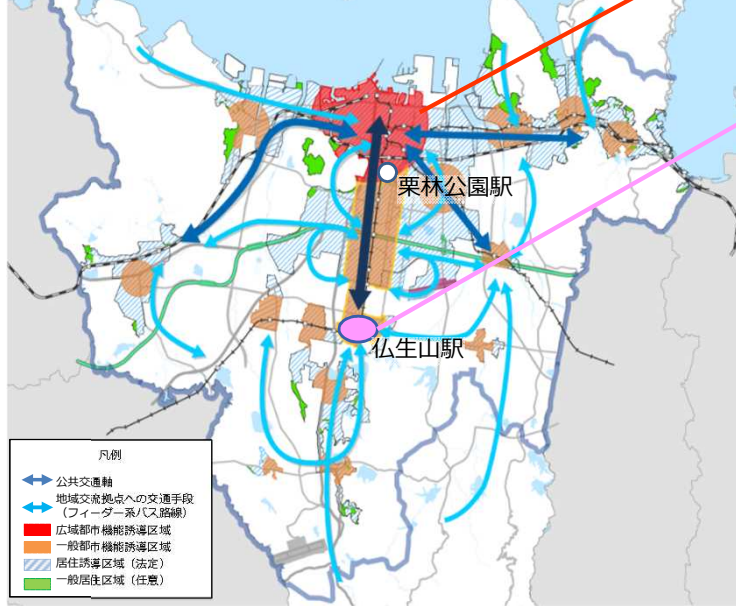 栗林公園駅
仏生山駅
凡例
公共交通軸
地域交流拠点への交通手段
(フィーダー系バス路線)
広域都市機能誘導区域
一般都市機能誘導区域
居住誘導区域(法定)
一般居住区域(任意)